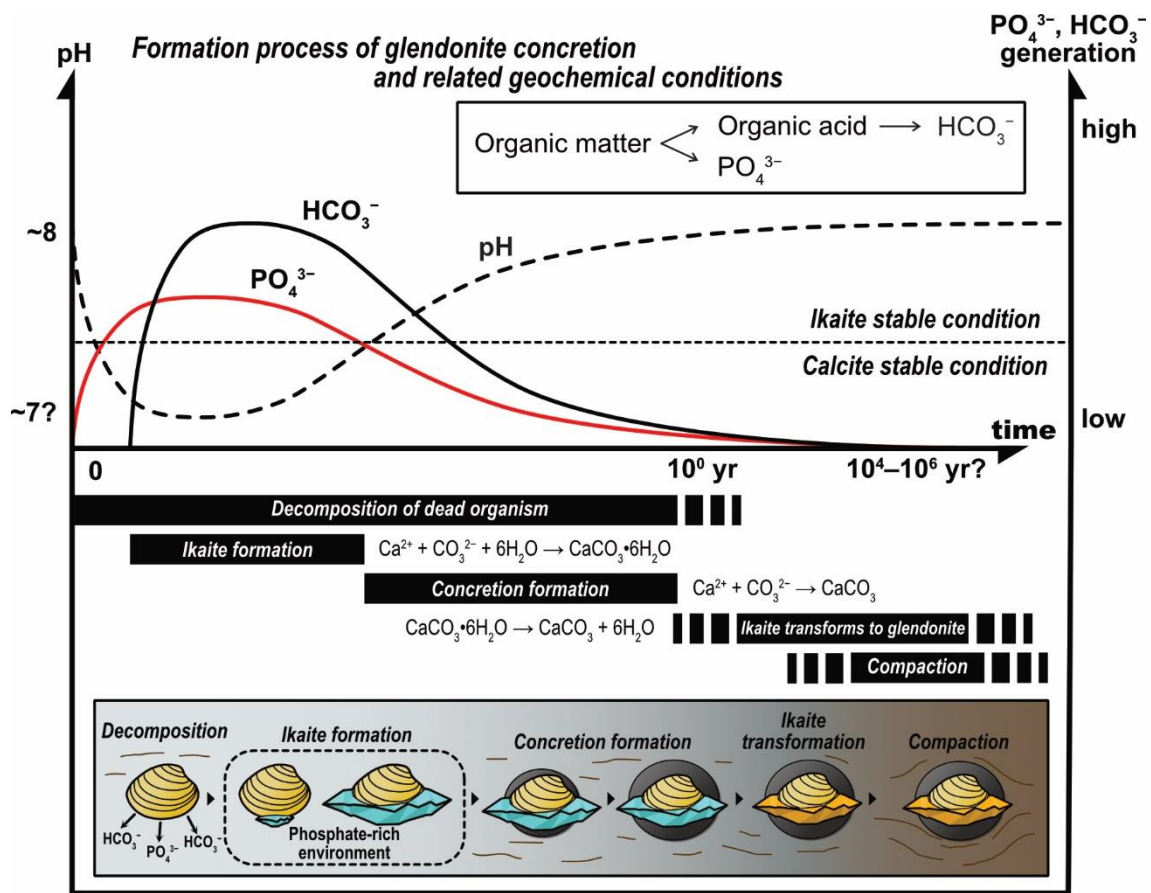 Formation process of glendonite concretion
and related geochemical conditions
pH
PO₄³⁻, HCO₃⁻
generation
high
Organic matter
Organic acid → HCO₃⁻
PO₄³⁻
HCO₃⁻
~8
pH
PO₄³⁻
Ikaite stable condition
Calcite stable condition
~7?
low
time
0
10⁰ yr
10⁴–10⁶ yr?
Decomposition of dead organism
Ikaite formation
Ca²⁺ + CO₃²⁻ + 6H₂O → CaCO₃•6H₂O
Concretion formation
Ca²⁺ + CO₃²⁻ → CaCO₃
CaCO₃•6H₂O → CaCO₃ + 6H₂O
Ikaite transforms to glendonite
Compaction
Decomposition
Ikaite formation
Concretion formation
Ikaite
transformation
Compaction
HCO₃⁻
PO₄³⁻
HCO₃⁻
Phosphate-rich
environment